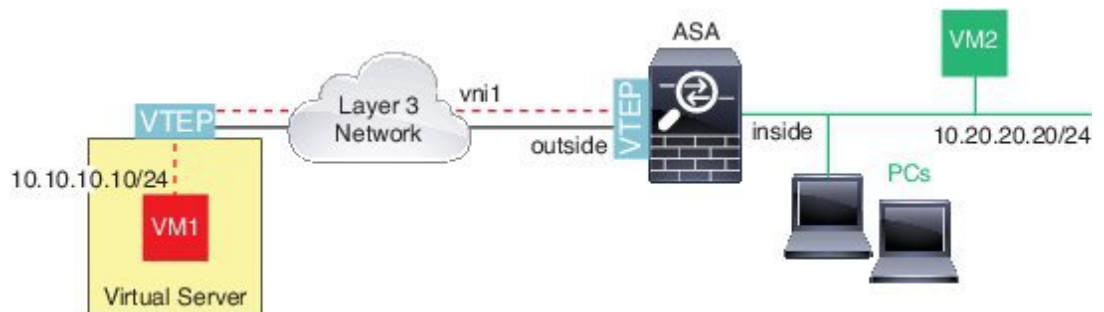 ASA
VM2
vni1
Layer 3
Network
VTEP
VTEP
outside
inside
10.20.20.20/24
10.10.10.10/24
PCs
VM1
Virtual Server